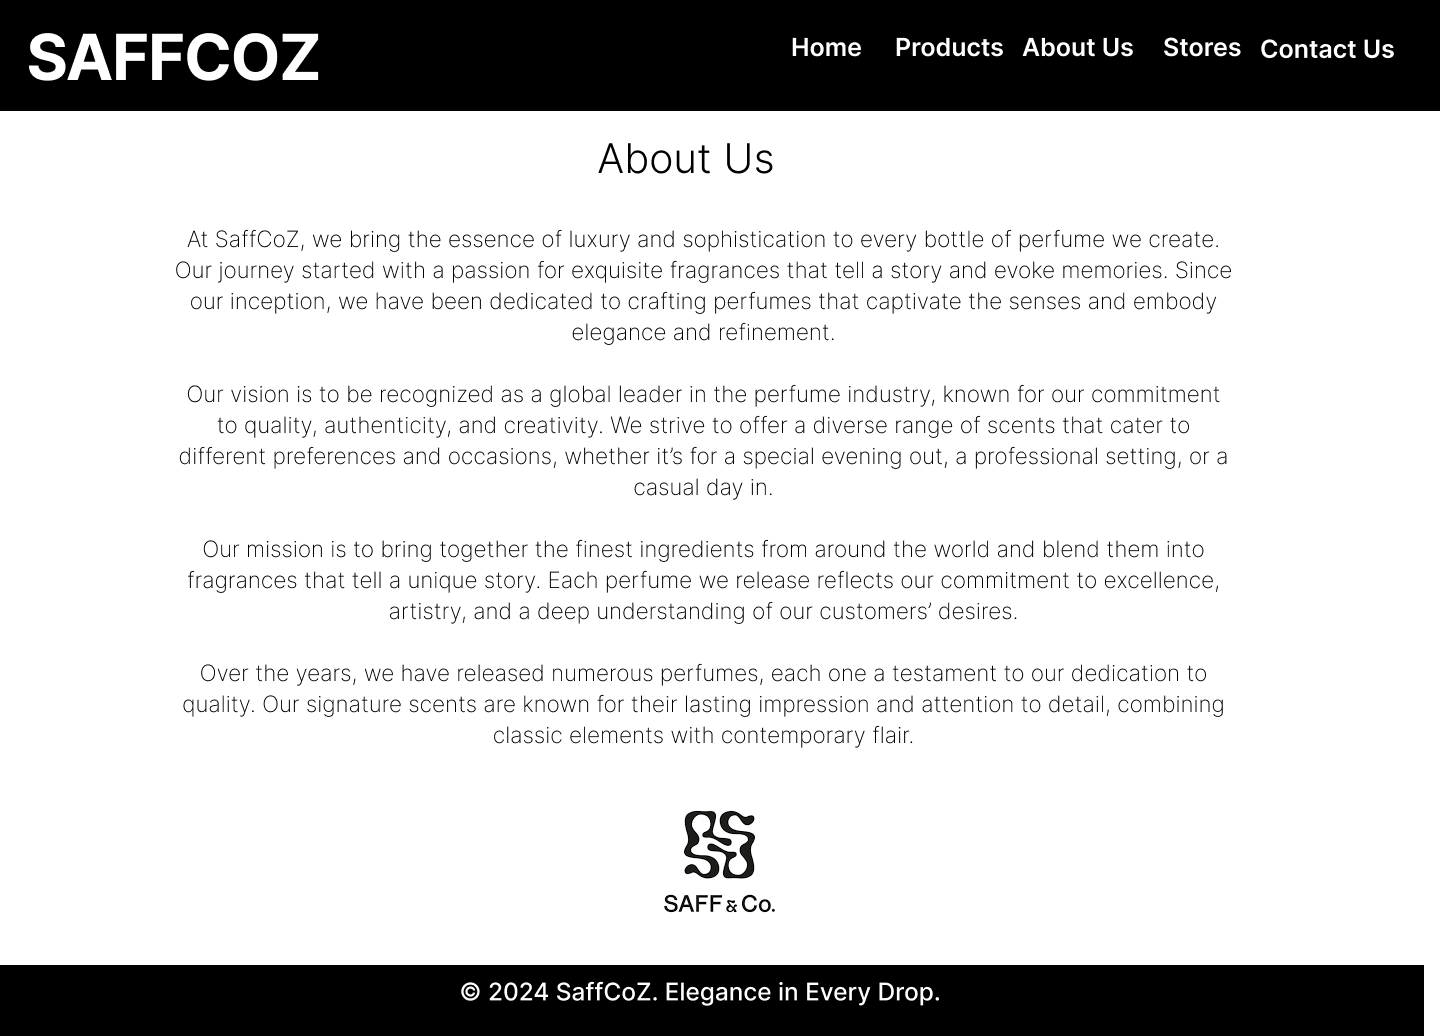 SAFFCOZ
Home Products About Us Stores Contact Us
About Us
At SaffCoZ, we bring the essence of luxury and sophistication to every bottle of perfume we create.
Our journey started with a passion for exquisite fragrances that tell a story and evoke memories. Since
our inception, we have been dedicated to crafting perfumes that captivate the senses and embody
elegance and refinement.
Our vision is to be recognized as a global leader in the perfume industry, known for our commitment
to quality, authenticity, and creativity. We strive to offer a diverse range of scents that cater to
different preferences and occasions, whether it’s for a special evening out, a professional setting, or a
casual day in.
Our mission is to bring together the finest ingredients from around the world and blend them into
fragrances that tell a unique story. Each perfume we release reflects our commitment to excellence,
artistry, and a deep understanding of our customers’ desires.
Over the years, we have released numerous perfumes, each one a testament to our dedication to
quality. Our signature scents are known for their lasting impression and attention to detail, combining
classic elements with contemporary flair.
SAFF & Co.
© 2024 SaffCoZ. Elegance in Every Drop.